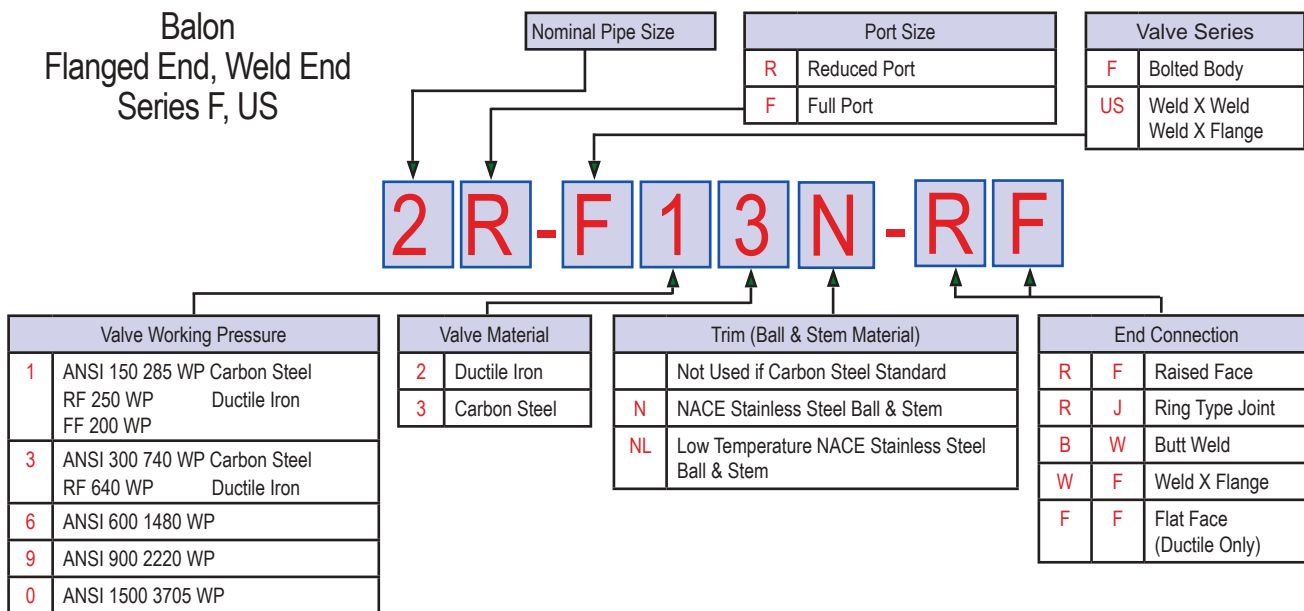 Balon
Flanged End, Weld End
Series F, US
Nominal Pipe Size
Port Size
R Reduced Port
F Full Port
Valve Series
F Bolted Body
US Weld X Weld
Weld X Flange
2R-F13N-RF
Valve Working Pressure
1 ANSI 150 285 WP Carbon Steel
RF 250 WP Ductile Iron
FF 200 WP
3 ANSI 300 740 WP Carbon Steel
RF 640 WP Ductile Iron
6 ANSI 600 1480 WP
9 ANSI 900 2220 WP
0 ANSI 1500 3705 WP
Valve Material
2 Ductile Iron
3 Carbon Steel
Trim (Ball & Stem Material)
Not Used if Carbon Steel Standard
N NACE Stainless Steel Ball & Stem
NL Low Temperature NACE Stainless Steel
Ball & Stem
End Connection
R F Raised Face
R J Ring Type Joint
B W Butt Weld
W F Weld X Flange
F F Flat Face
(Ductile Only)